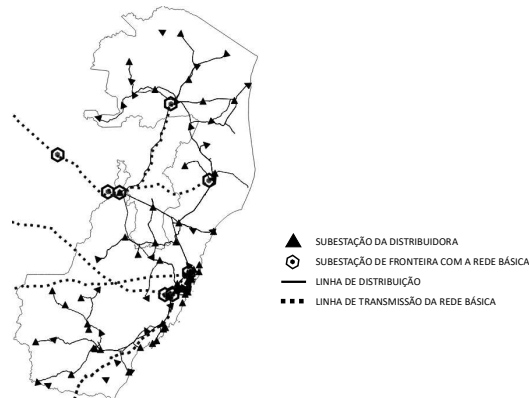 SUBESTAÇÃO DA DISTRIBUIDORA
SUBESTAÇÃO DE FRONTEIRA COM A REDE BÁSICA
LINHA DE DISTRIBUIÇÃO
LINHA DE TRANSMISSÃO DA REDE BÁSICA